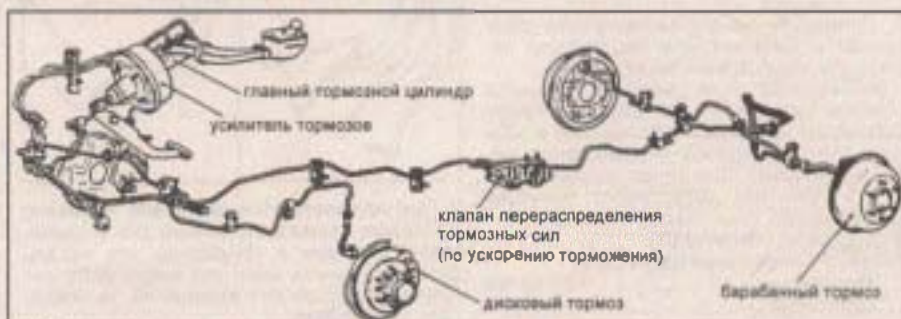 главный тормозной цилиндр
усилитель тормозов
клапан перераспределения
тормозных сил
(по ускорению торможения)
дисковый тормоз
барабанный тормоз